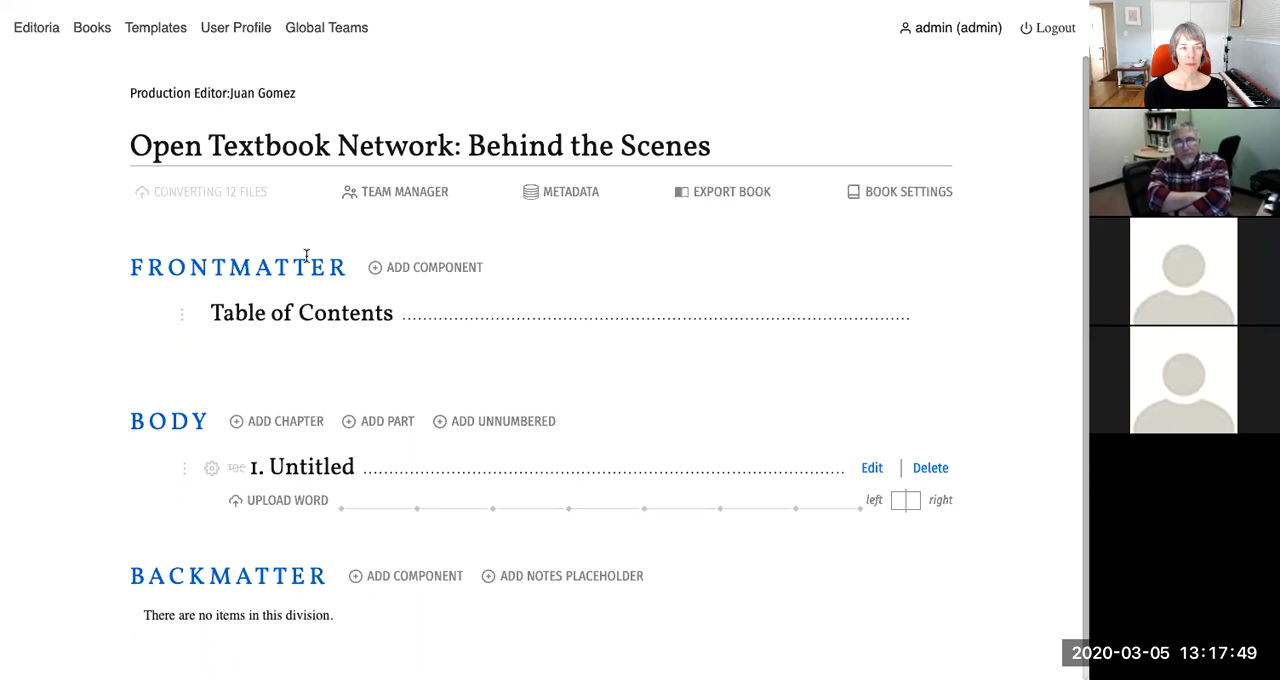 Editoria Books Templates User Profile Global Teams admin (admin) Logout
Production Editor:Juan Gomez
Open Textbook Network: Behind the Scenes
CONVERTING 12 FILES TEAM MANAGER METADATA EXPORT BOOK BOOK SETTINGS
FRONTMATTER ADD COMPONENT
Table of Contents
BODY ADD CHAPTER ADD PART ADD UNNUMBERED
TOC 1. Untitled Edit Delete
UPLOAD WORD left right
BACKMATTER ADD COMPONENT ADD NOTES PLACEHOLDER
There are no items in this division.
2020-03-05 13:17:49